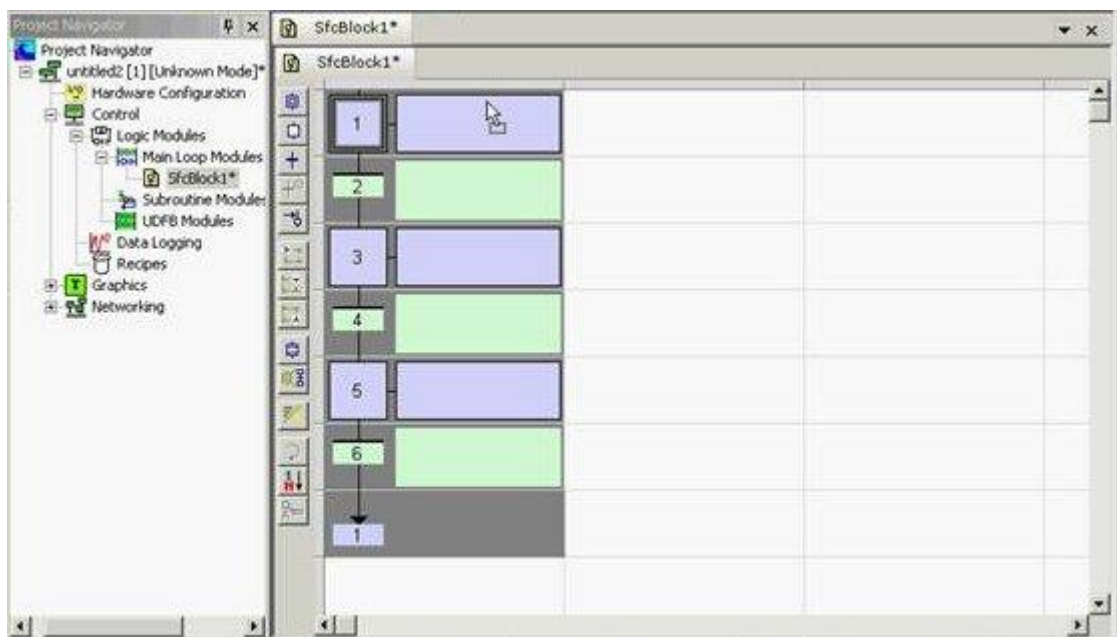 Project Navigator
SfcBlock1*
Project Navigator
untitled2 [1] [Unknown Mode]*
Hardware Configuration
Control
Logic Modules
Main Loop Modules
SfcBlock1*
Subroutine Modules
UDFB Modules
Data Logging
Recipes
Graphics
Networking
SfcBlock1*
1
2
3
4
5
6
1